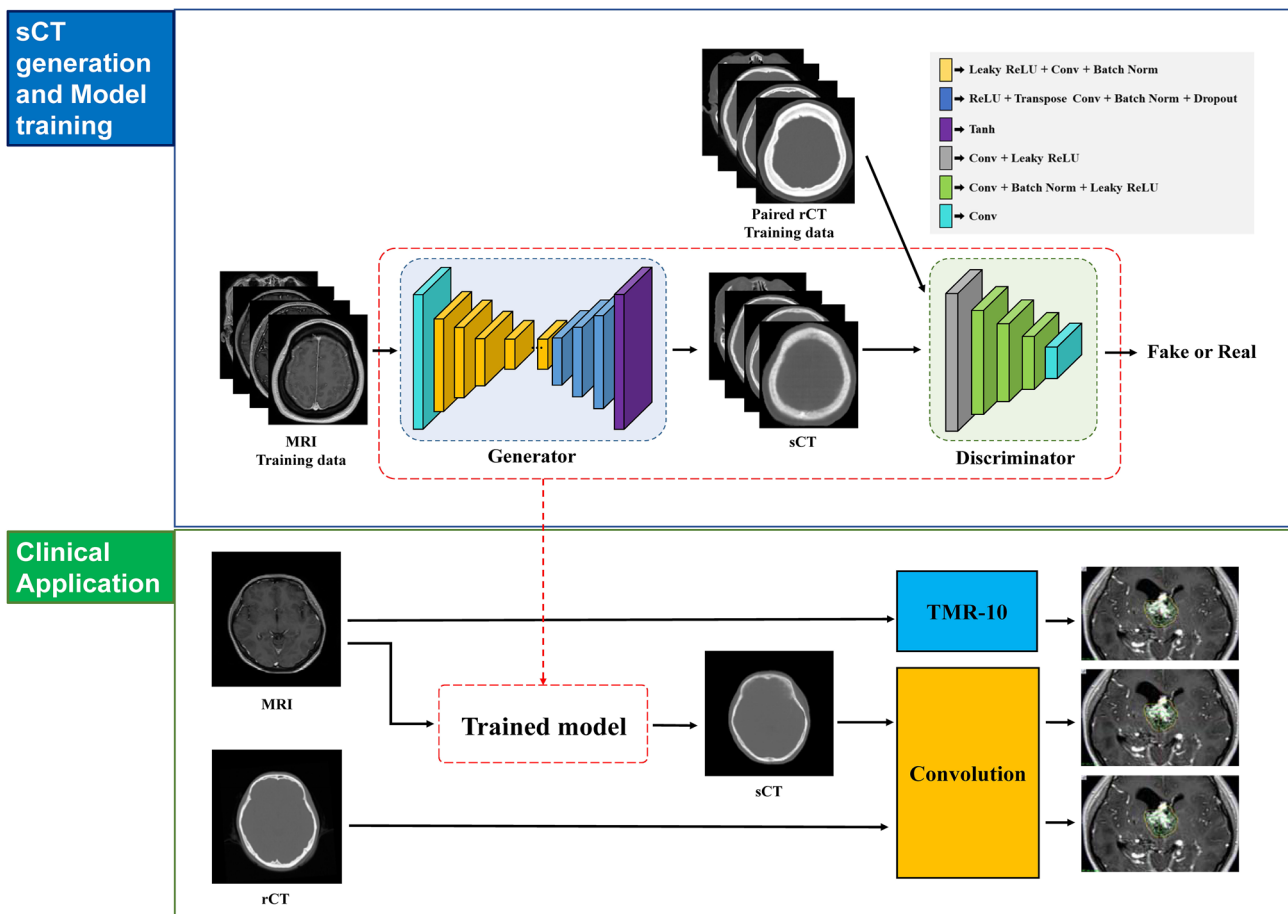 sCT
generation
and Model
training
Leaky ReLU + Conv + Batch Norm
ReLU + Transpose Conv + Batch Norm + Dropout
Tanh
Conv + Leaky ReLU
Conv + Batch Norm + Leaky ReLU
Conv
Paired rCT
Training data
MRI
Training data
...
Generator
sCT
Discriminator
Fake or Real
Clinical
Application
MRI
Trained model
sCT
TMR-10
Convolution
rCT